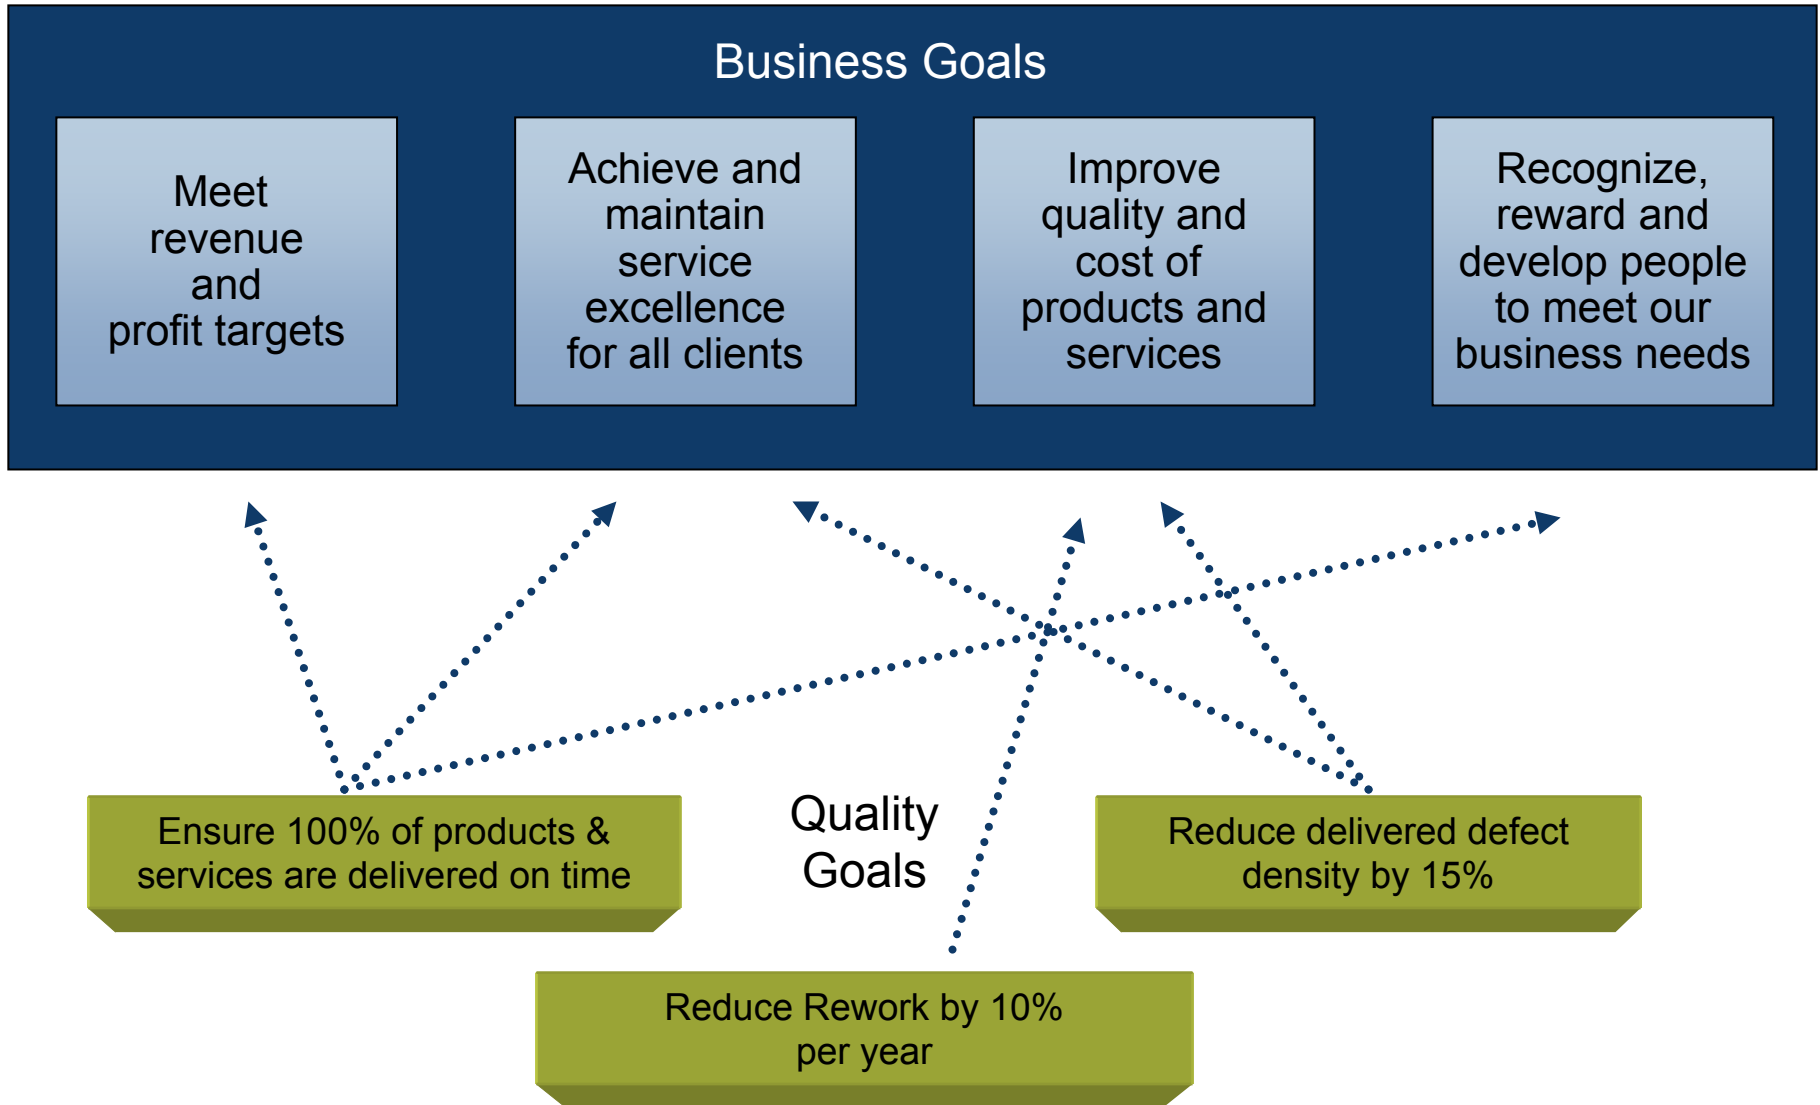 Business Goals
Meet
revenue
and
profit targets
Achieve and
maintain
service
excellence
for all clients
Improve
quality and
cost of
products and
services
Recognize,
reward and
develop people
to meet our
business needs
Ensure 100% of products &
services are delivered on time
Quality
Goals
Reduce delivered defect
density by 15%
Reduce Rework by 10%
per year